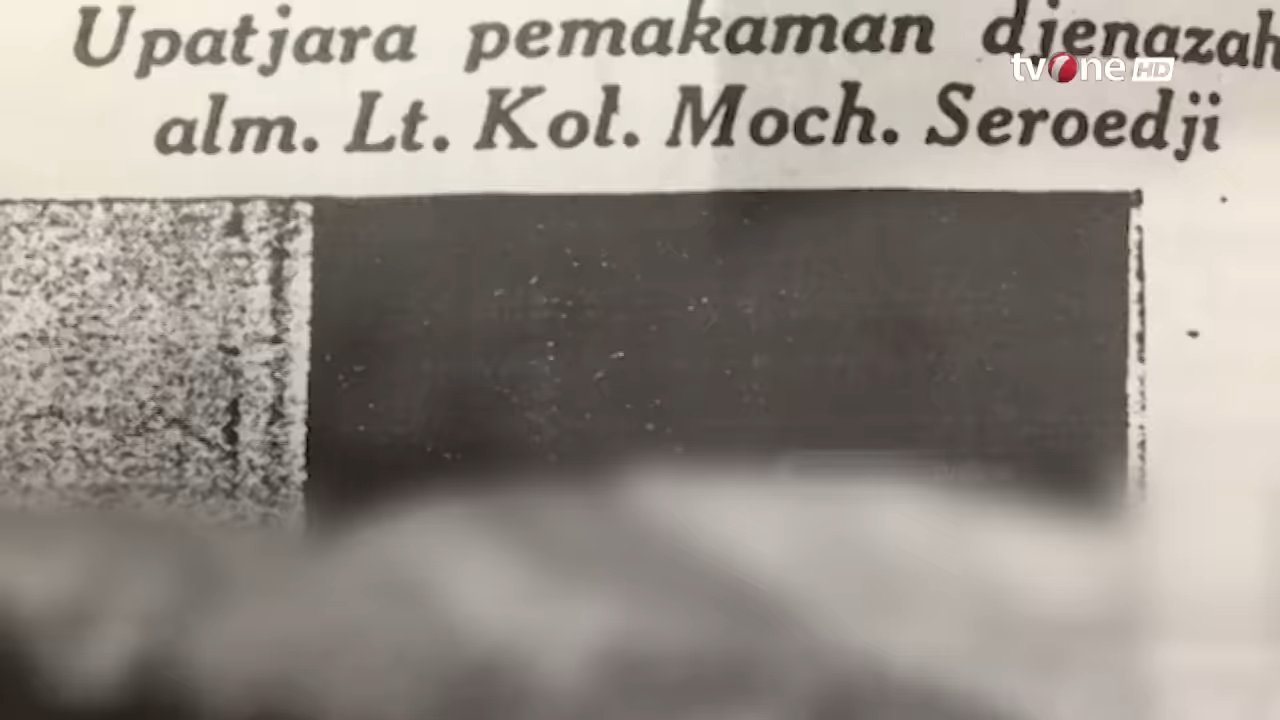 Upatjara pemakaman djenazah
tvOne HD
alm. Lt. Kol. Moch. Seroedji